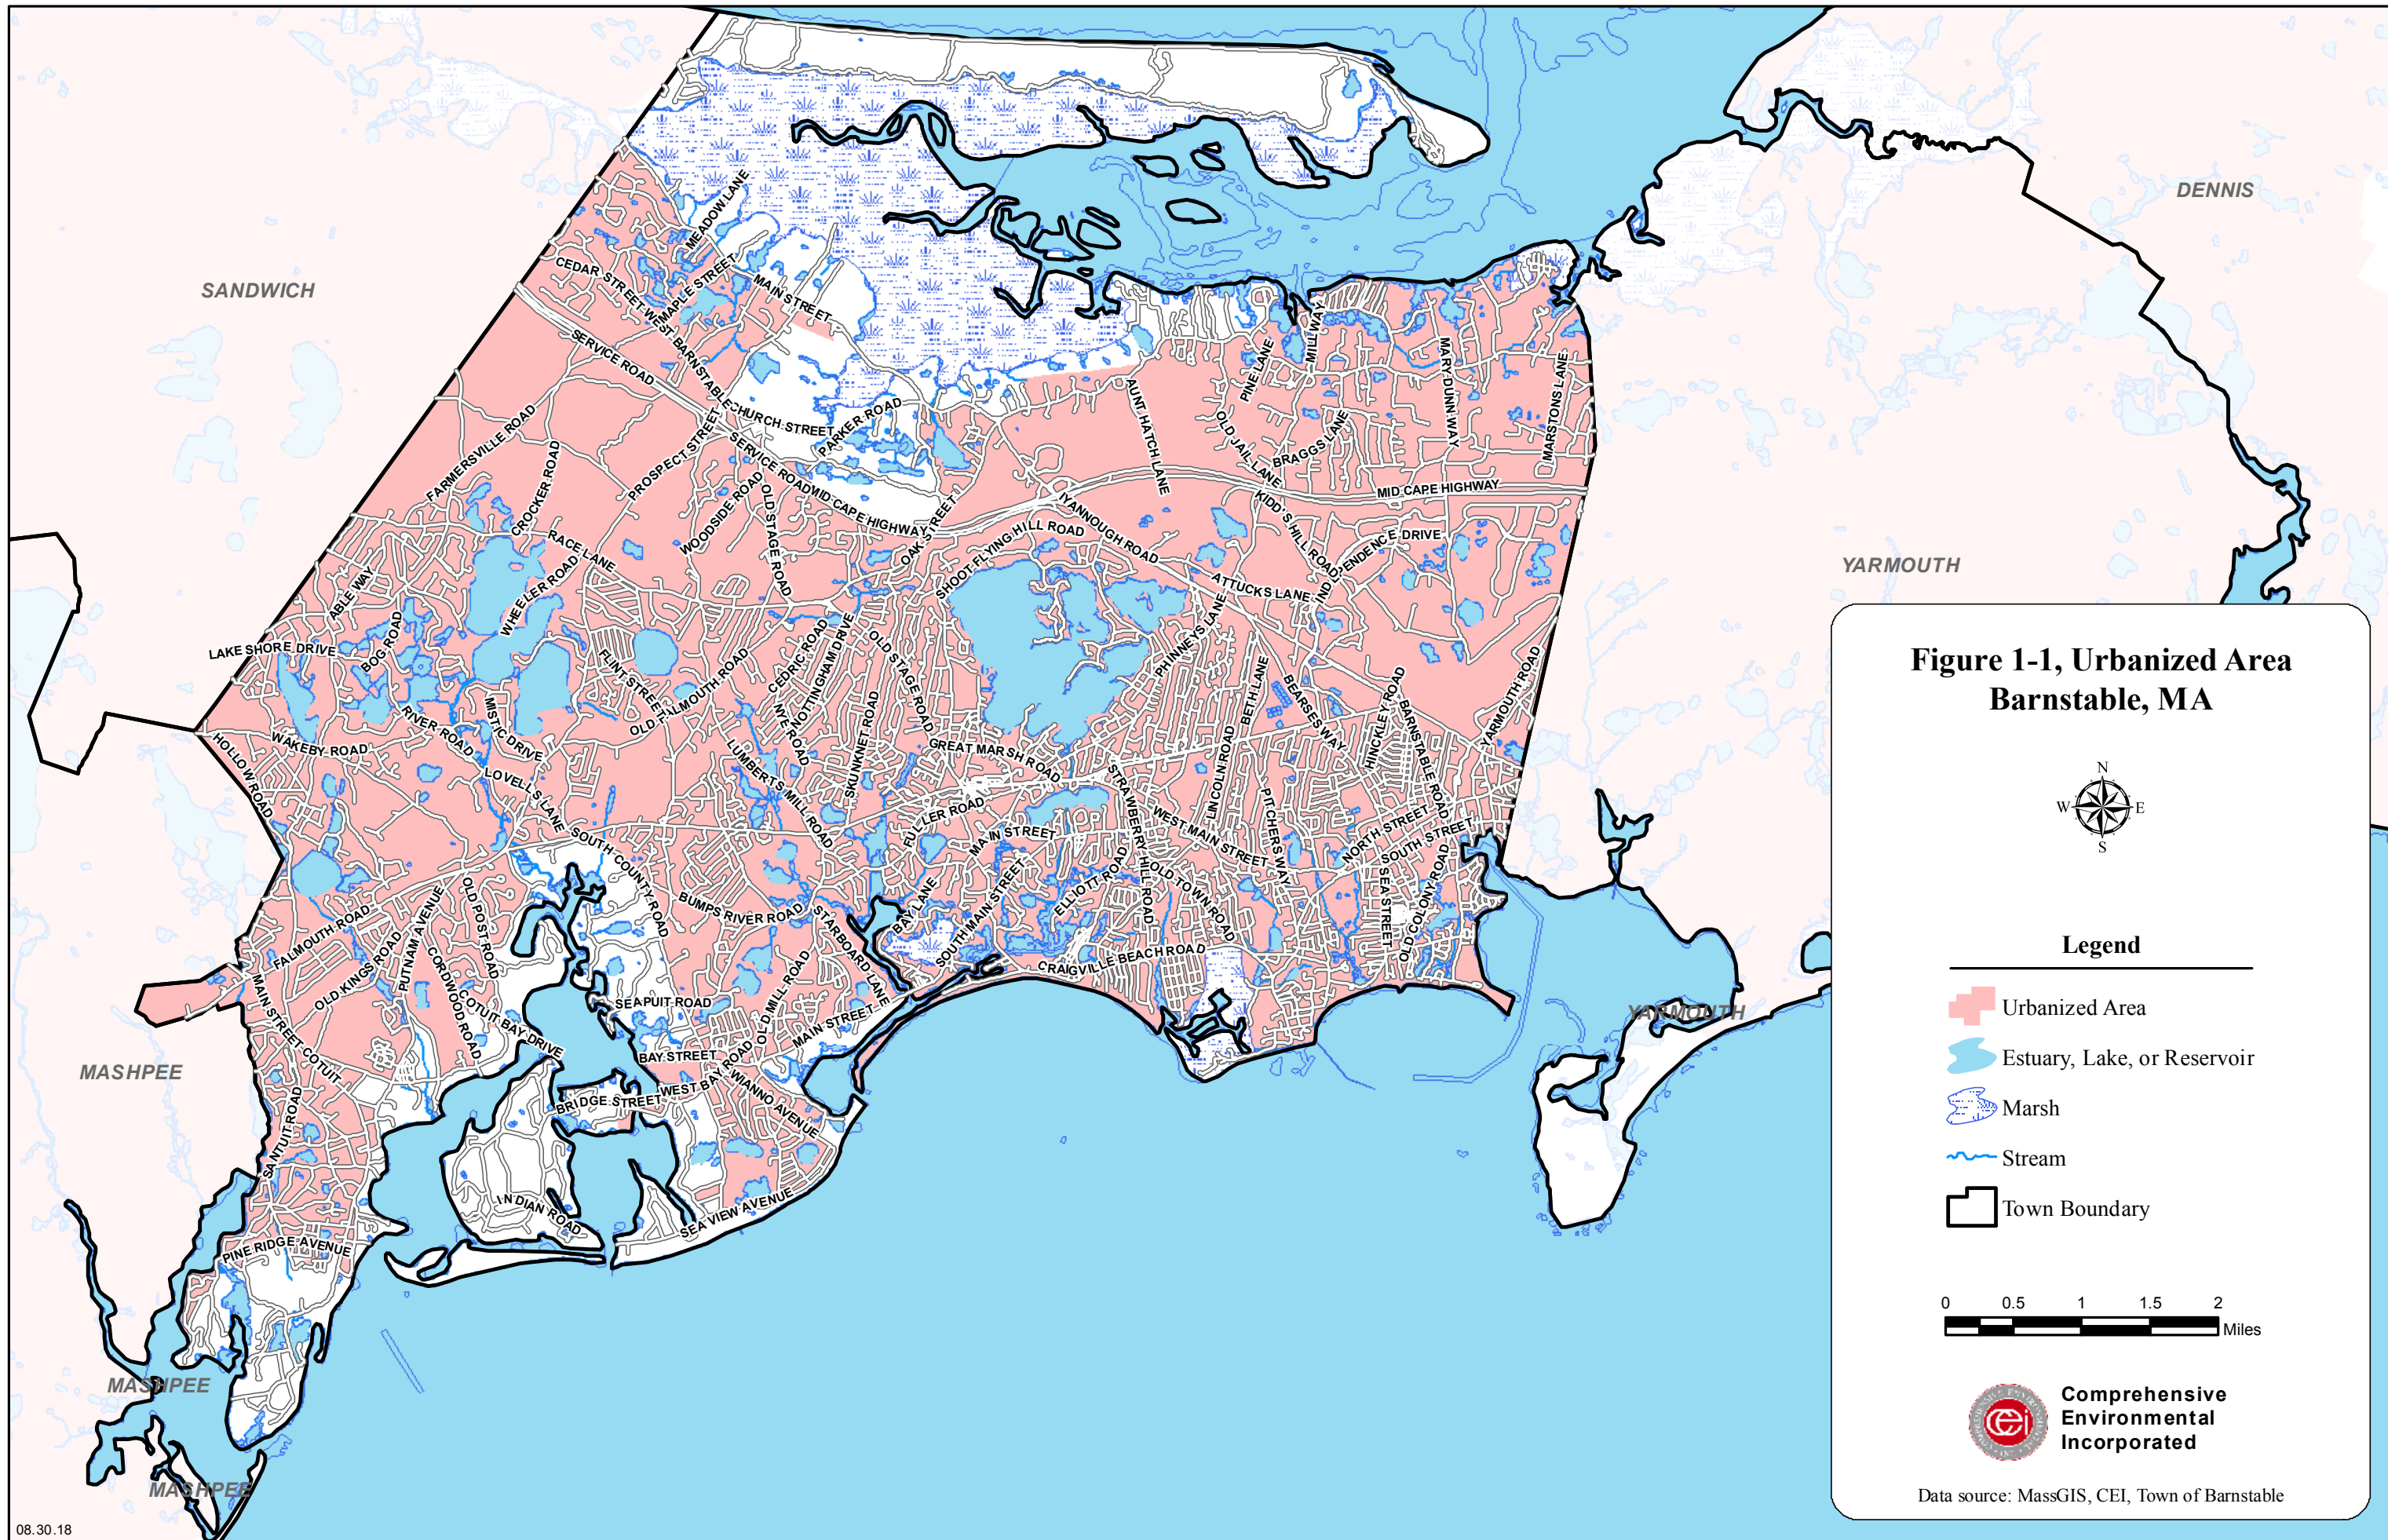 DENNIS
SANDWICH
YARMOUTH
MASHPEE
YARMOUTH
MASHPEE
MASHPEE
MEADOW LANE
CEDAR STREET
MAPLE STREET
MAIN STREET
WEST BARNSTABLE
SERVICE ROAD
CHURCH STREET
PARKER ROAD
PROSPECT STREET
SERVICE ROAD
MID CAPE HIGHWAY
WOODSIDE ROAD
OLD STAGE ROAD
OAK STREET
FARMERSVILLE ROAD
CROCKER ROAD
RACE LANE
WHEELER ROAD
ABLE WAY
BOG ROAD
LAKE SHORE DRIVE
AUNT HATCH LANE
OLD JAIL LANE
PINE LANE
MILLWAY
BRAGGS LANE
MARY DUNN WAY
MARSTONS LANE
MID CAPE HIGHWAY
IYANNOUGH ROAD
KIDD'S HILL ROAD
INDEPENDENCE DRIVE
SHOOT FLYING HILL ROAD
ATTUCKS LANE
PHINNEYS LANE
YARMOUTH ROAD
FLINT STREET
OLD FALMOUTH ROAD
CEDRIC ROAD
NOTTINGHAM DRIVE
NYE ROAD
OLD STAGE ROAD
SKUNKNET ROAD
BETH LANE
LINCOLN ROAD
BEARSES WAY
HINCKLEY ROAD
BARNSTABLE ROAD
RIVER ROAD
MISTIC DRIVE
WAKEBY ROAD
HOLLOW ROAD
LOVELLS LANE
LUMBERTS MILL ROAD
GREAT MARSH ROAD
STRAWBERRY HILL ROAD
FULLER ROAD
MAIN STREET
WEST MAIN STREET
PITCHERS WAY
NORTH STREET
SOUTH STREET
SOUTH COUNTY ROAD
BUMPS RIVER ROAD
STARBOARD LANE
BAY LANE
SOUTH MAIN STREET
ELLIOTT ROAD
OLD TOWN ROAD
SEA STREET
OLD COLONY ROAD
CRAIGVILLE BEACH ROAD
FALMOUTH ROAD
OLD KINGS ROAD
PUTNAM AVENUE
OLD POST ROAD
CORDWOOD ROAD
COTUIT BAY DRIVE
MAIN STREET COTUIT
SANTUIT ROAD
SEAPUIT ROAD
OLD MILL ROAD
MAIN STREET
BAY STREET
WEST BAY ROAD
BRIDGE STREET
WIANNO AVENUE
INDIAN ROAD
SEA VIEW AVENUE
PINE RIDGE AVENUE
Figure 1-1, Urbanized Area
Barnstable, MA
N
W
E
S
Legend
Urbanized Area
Estuary, Lake, or Reservoir
Marsh
Stream
Town Boundary
0 0.5 1 1.5 2
Miles
cei
Comprehensive
Environmental
Incorporated
Data source: MassGIS, CEI, Town of Barnstable
08.30.18